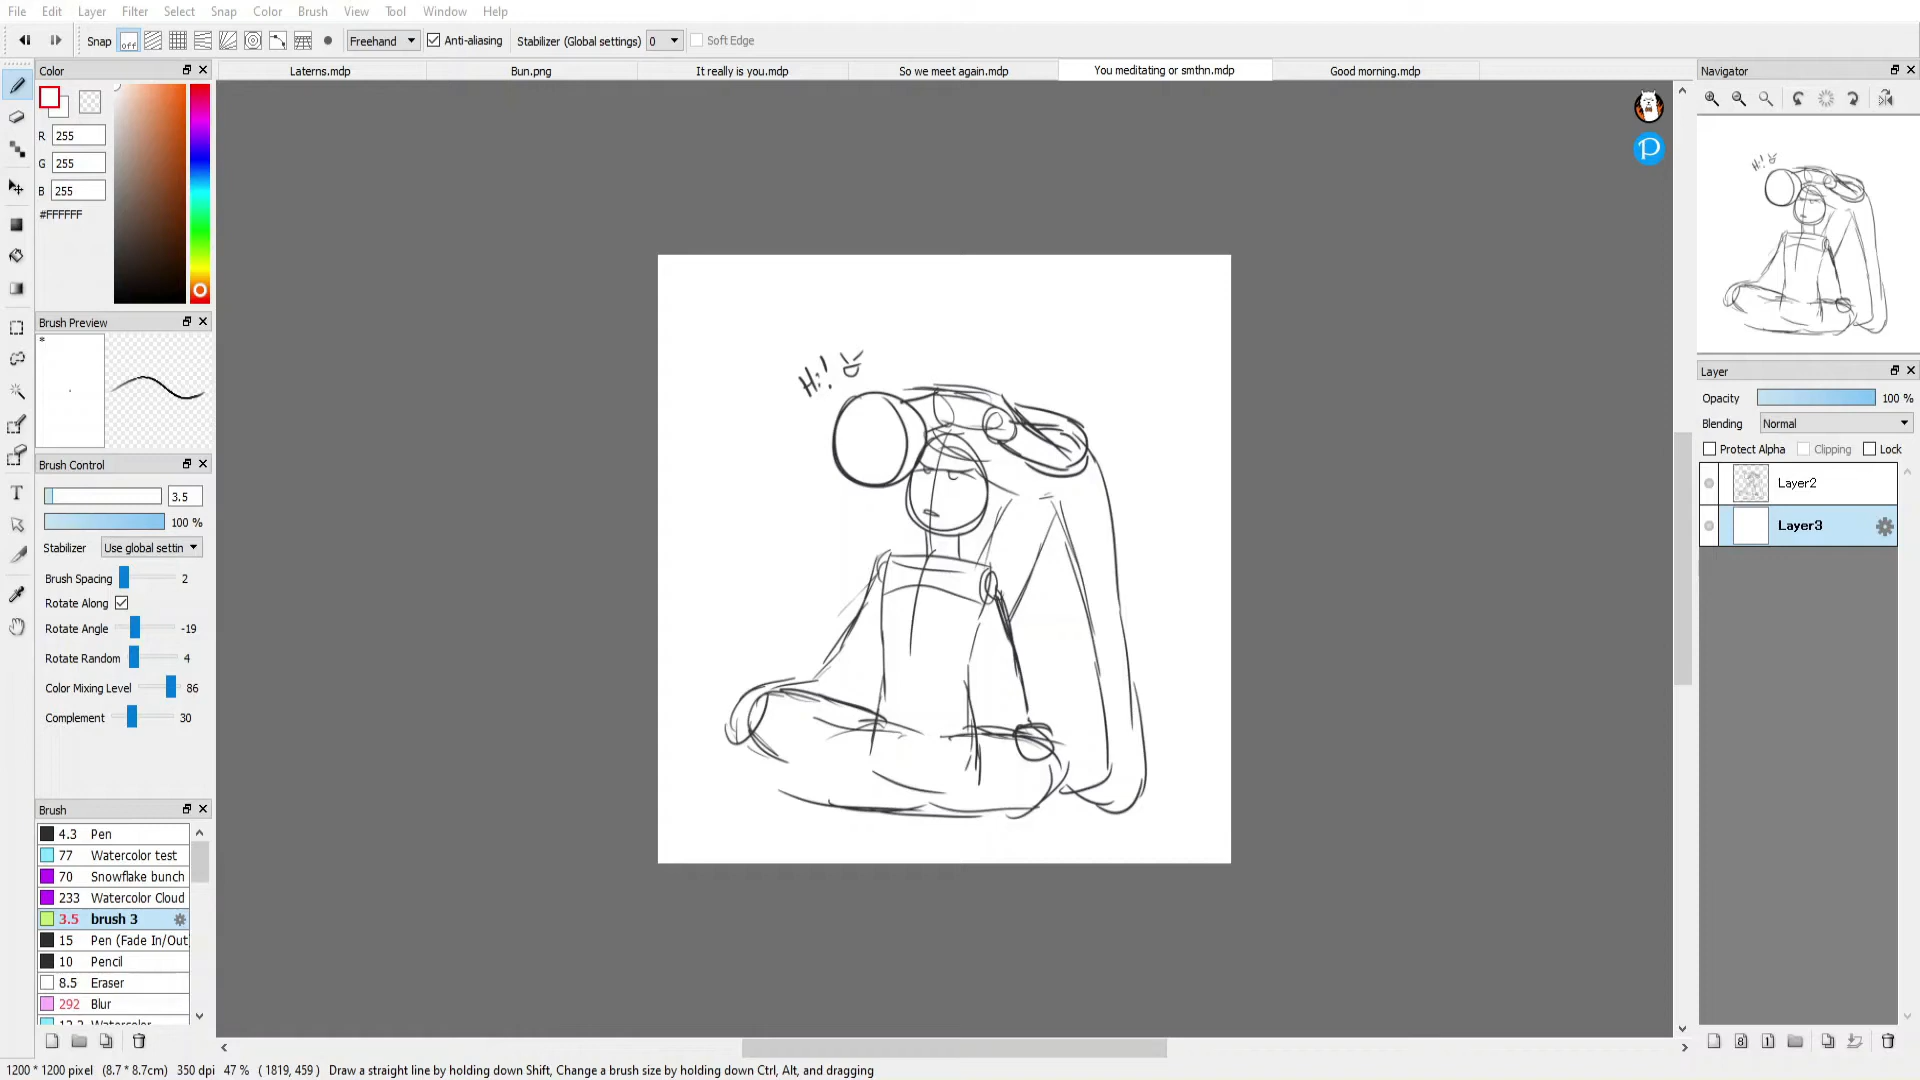 File Edit Layer Filter Select Snap Color Brush View Tool Window Help
Snap off Freehand Anti-aliasing Stabilizer (Global settings) 0 Soft Edge
Color Laterns.mdp Bun.png It really is you.mdp So we meet again.mdp You meditating or smthn.mdp Good morning.mdp Navigator
R 255
G 255
B 255
#FFFFFF
Brush Preview
*
Brush Control
3.5
100 %
Stabilizer Use global settin
Brush Spacing 2
Rotate Along
Rotate Angle -19
Rotate Random 4
Color Mixing Level 86
Complement 30
Brush
4.3 Pen
77 Watercolor test
70 Snowflake bunch
233 Watercolor Cloud
3.5 brush 3
15 Pen (Fade In/Out
10 Pencil
8.5 Eraser
292 Blur
Hi!
P
Hi!
Layer
Opacity 100 %
Blending Normal
Protect Alpha Clipping Lock
Layer2
Layer3
8 1
1200 * 1200 pixel (8.7 * 8.7cm) 350 dpi 47 % ( 1819, 459 ) Draw a straight line by holding down Shift, Change a brush size by holding down Ctrl, Alt, and dragging